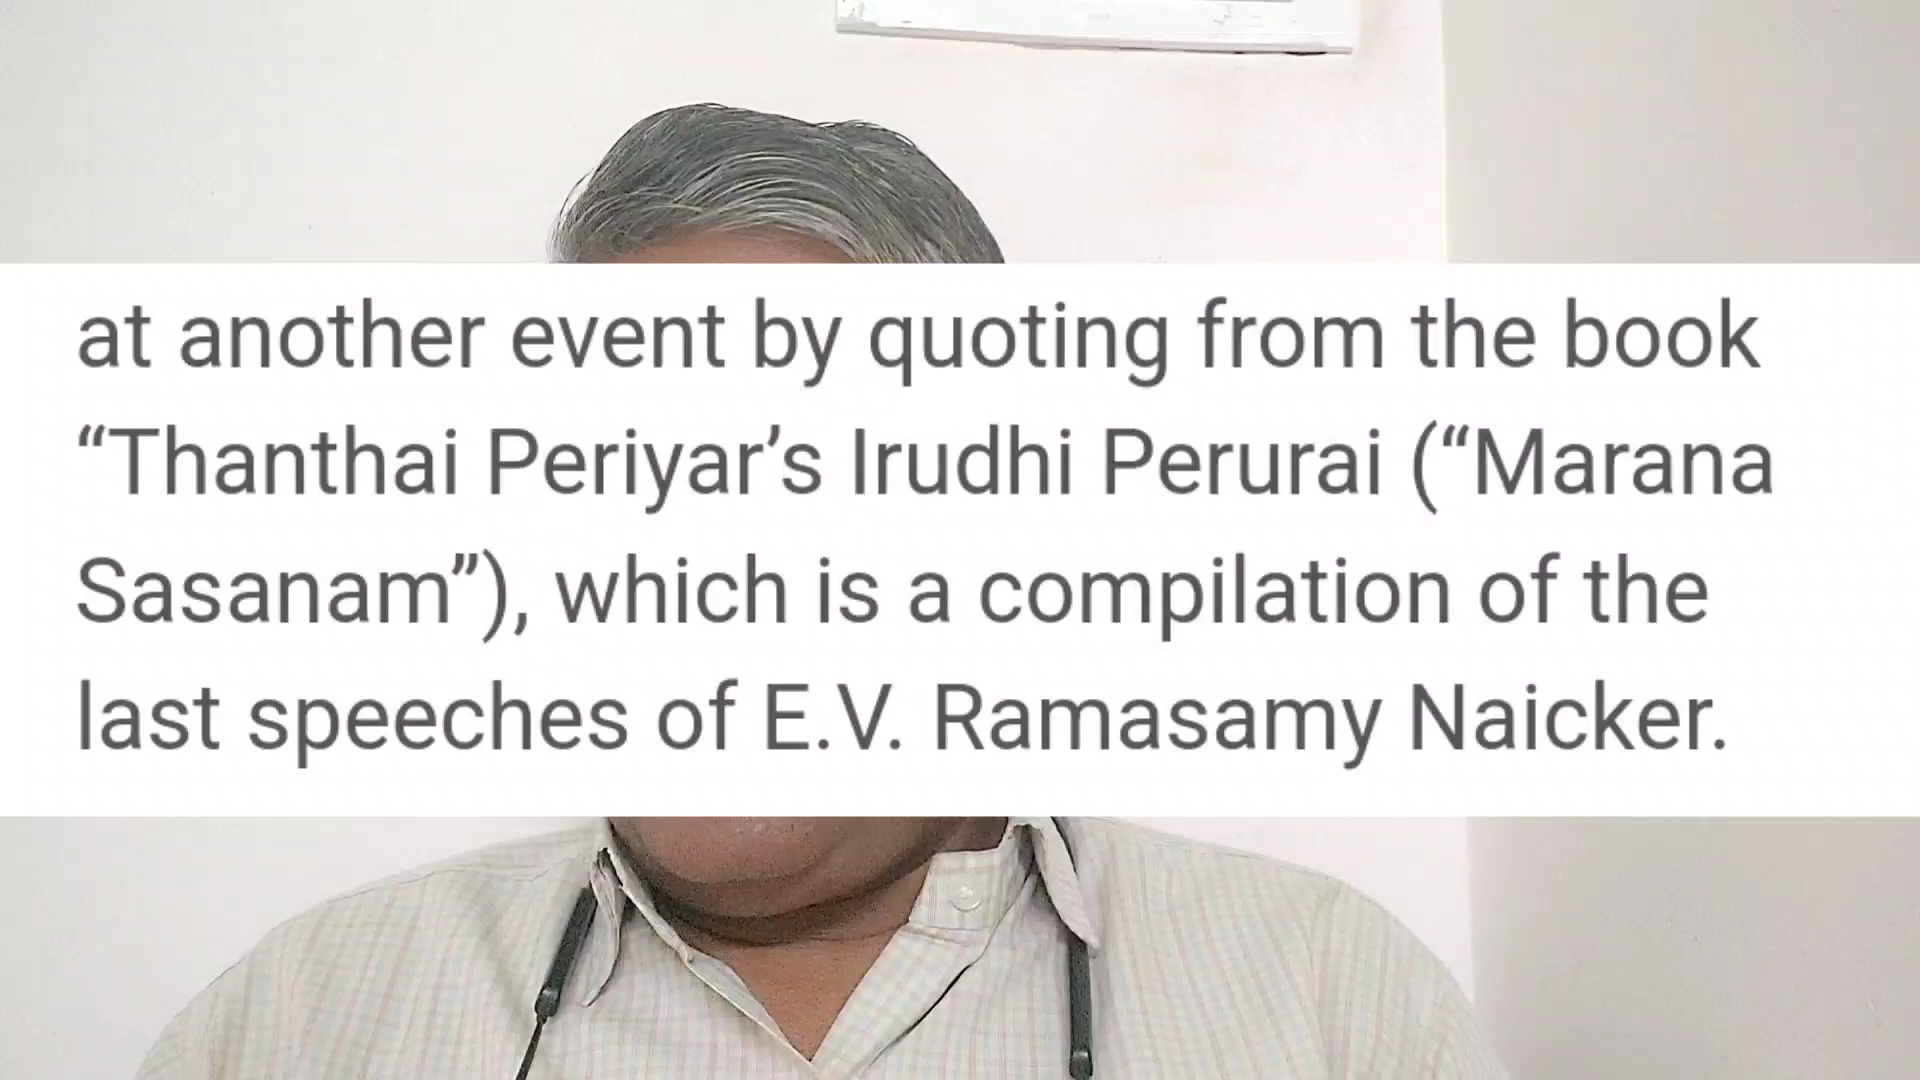 at another event by quoting from the book
“Thanthai Periyar’s Irudhi Perurai (“Marana
Sasanam”), which is a compilation of the
last speeches of E.V. Ramasamy Naicker.